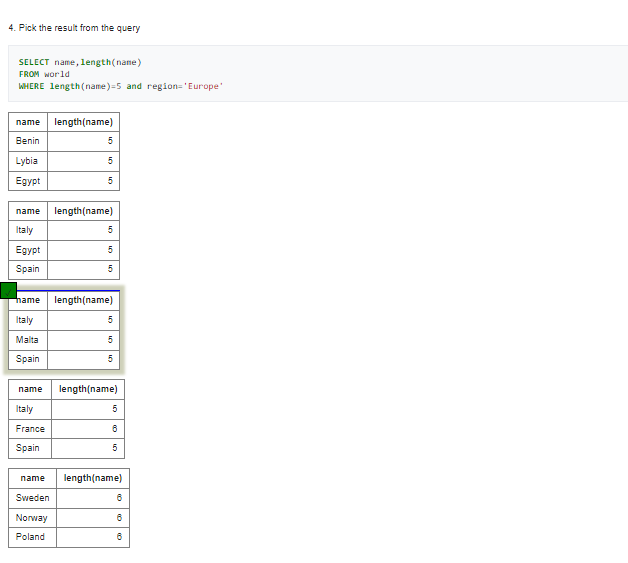 4. Pick the result from the query
SELECT name,length(name)
FROM world
WHERE length(name)=5 and region='Europe'
name length(name)
Benin 5
Lybia 5
Egypt 5
name length(name)
Italy 5
Egypt 5
Spain 5
name length(name)
Italy 5
Malta 5
Spain 5
name length(name)
Italy 5
France 6
Spain 5
name length(name)
Sweden 6
Norway 6
Poland 6